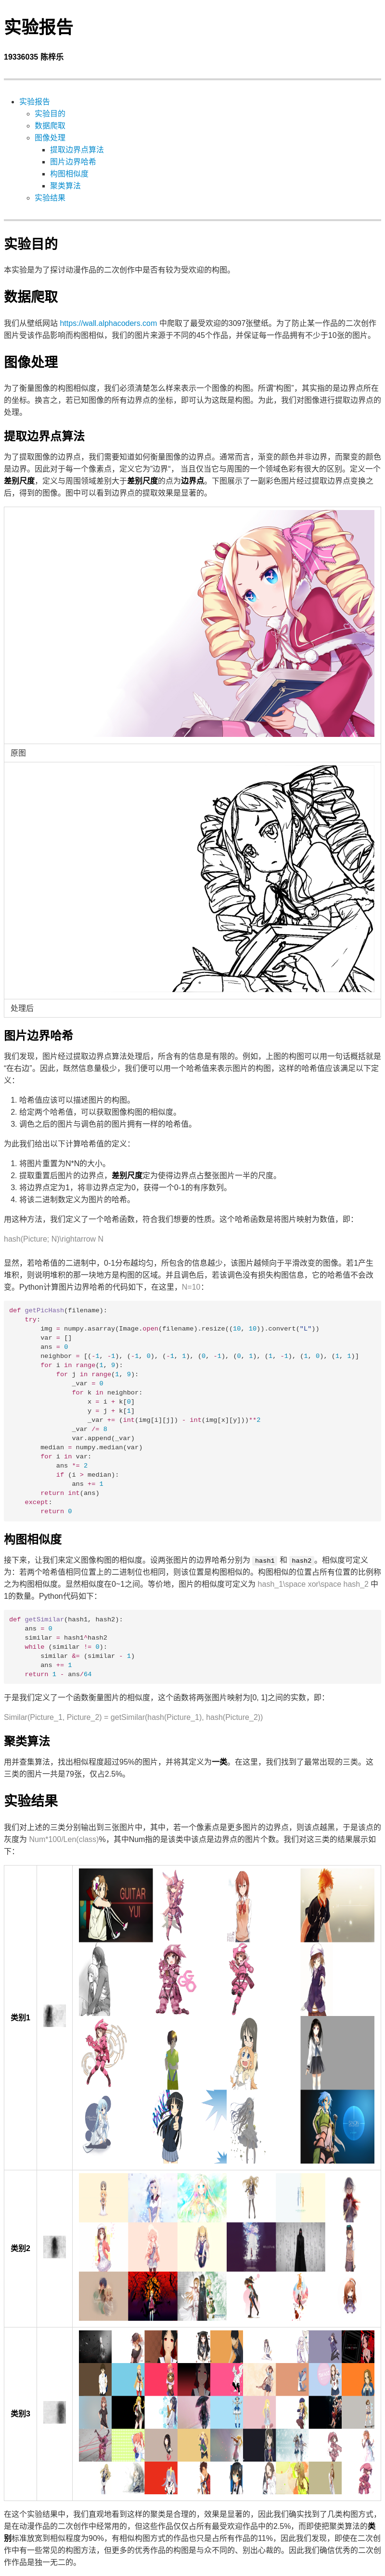 实验报告
19336035 陈梓乐
实验报告
实验目的
数据爬取
图像处理
提取边界点算法
图片边界哈希
构图相似度
聚类算法
实验结果
实验目的
本实验是为了探讨动漫作品的二次创作中是否有较为受欢迎的构图。
数据爬取
我们从壁纸网站 https://wall.alphacoders.com 中爬取了最受欢迎的3097张壁纸。为了防止某一作品的二次创作
图片受该作品影响而构图相似，我们的图片来源于不同的45个作品，并保证每一作品拥有不少于10张的图片。
图像处理
为了衡量图像的构图相似度，我们必须清楚怎么样来表示一个图像的构图。所谓“构图”，其实指的是边界点所在
的坐标。换言之，若已知图像的所有边界点的坐标，即可认为这既是构图。为此，我们对图像进行提取边界点的
处理。
提取边界点算法
为了提取图像的边界点，我们需要知道如何衡量图像的边界点。通常而言，渐变的颜色并非边界，而聚变的颜色
是边界。因此对于每一个像素点，定义它为“边界”， 当且仅当它与周围的一个领域色彩有很大的区别。定义一个
差别尺度，定义与周围领域差别大于差别尺度的点为边界点。下图展示了一副彩色图片经过提取边界点变换之
后，得到的图像。图中可以看到边界点的提取效果是显著的。
原图
处理后
图片边界哈希
我们发现，图片经过提取边界点算法处理后，所含有的信息是有限的。例如，上图的构图可以用一句话概括就是
“在右边”。因此，既然信息量极少，我们便可以用一个哈希值来表示图片的构图，这样的哈希值应该满足以下定
义：
1. 哈希值应该可以描述图片的构图。
2. 给定两个哈希值，可以获取图像构图的相似度。
3. 调色之后的图片与调色前的图片拥有一样的哈希值。
为此我们给出以下计算哈希值的定义：
1. 将图片重置为N*N的大小。
2. 提取重置后图片的边界点，差别尺度定为使得边界点占整张图片一半的尺度。
3. 将边界点定为1，将非边界点定为0，获得一个0-1的有序数列。
4. 将该二进制数定义为图片的哈希。
用这种方法，我们定义了一个哈希函数，符合我们想要的性质。这个哈希函数是将图片映射为数值，即：
hash(Picture; N)\rightarrow N
显然，若哈希值的二进制中，0-1分布越均匀，所包含的信息越少，该图片越倾向于平滑改变的图像。若1产生
堆积，则说明堆积的那一块地方是构图的区域。并且调色后，若该调色没有损失构图信息，它的哈希值不会改
变。Python计算图片边界哈希的代码如下，在这里，N=10：
def getPicHash(filename):
try:
img = numpy.asarray(Image.open(filename).resize((10, 10)).convert("L"))
var = []
ans = 0
neighbor = [(-1, -1), (-1, 0), (-1, 1), (0, -1), (0, 1), (1, -1), (1, 0), (1, 1)]
for i in range(1, 9):
for j in range(1, 9):
_var = 0
for k in neighbor:
x = i + k[0]
y = j + k[1]
_var += (int(img[i][j]) - int(img[x][y]))**2
_var /= 8
var.append(_var)
median = numpy.median(var)
for i in var:
ans *= 2
if (i > median):
ans += 1
return int(ans)
except:
return 0
构图相似度
接下来，让我们来定义图像构图的相似度。设两张图片的边界哈希分别为 hash1 和 hash2 。相似度可定义
为：若两个哈希值相同位置上的二进制位也相同，则该位置是构图相似的。构图相似的位置占所有位置的比例称
之为构图相似度。显然相似度在0~1之间。等价地，图片的相似度可定义为 hash_1\space xor\space hash_2 中
1的数量。Python代码如下：
def getSimilar(hash1, hash2):
ans = 0
similar = hash1^hash2
while (similar != 0):
similar &= (similar - 1)
ans += 1
return 1 - ans/64
于是我们定义了一个函数衡量图片的相似度，这个函数将两张图片映射为[0, 1]之间的实数，即：
Similar(Picture_1, Picture_2) = getSimilar(hash(Picture_1), hash(Picture_2))
聚类算法
用并查集算法，找出相似程度超过95%的图片，并将其定义为一类。在这里，我们找到了最常出现的三类。这
三类的图片一共是79张，仅占2.5%。
实验结果
我们对上述的三类分别输出到三张图片中，其中，若一个像素点是更多图片的边界点，则该点越黑，于是该点的
灰度为 Num*100/Len(class)%，其中Num指的是该类中该点是边界点的图片个数。我们对这三类的结果展示如
下：
GUITAR
YUI
类别1
类别2
类别3
在这个实验结果中，我们直观地看到这样的聚类是合理的，效果是显著的，因此我们确实找到了几类构图方式，
是在动漫作品的二次创作中经常用的，但这些作品仅仅占所有最受欢迎作品中的2.5%，而即使把聚类算法的类
别标准放宽到相似程度为90%，有相似构图方式的作品也只是占所有作品的11%，因此我们发现，即使在二次创
作中有一些常见的构图方法，但更多的优秀作品的构图是与众不同的、别出心裁的。因此我们确信优秀的二次创
作作品是独一无二的。